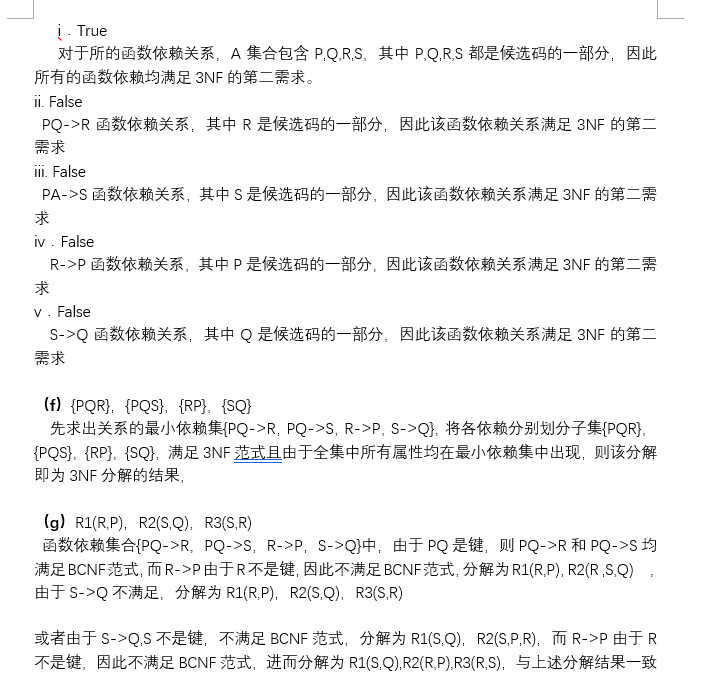 i．True
对于所的函数依赖关系，A 集合包含 P,Q,R,S，其中 P,Q,R,S 都是候选码的一部分，因此
所有的函数依赖均满足 3NF 的第二需求。
ii. False
PQ->R 函数依赖关系，其中 R 是候选码的一部分，因此该函数依赖关系满足 3NF 的第二
需求
iii. False
PA->S 函数依赖关系，其中 S 是候选码的一部分，因此该函数依赖关系满足 3NF 的第二需
求
iv．False
R->P 函数依赖关系，其中 P 是候选码的一部分，因此该函数依赖关系满足 3NF 的第二需
求
v．False
S->Q 函数依赖关系，其中 Q 是候选码的一部分，因此该函数依赖关系满足 3NF 的第二
需求
（f）{PQR}，{PQS}，{RP}，{SQ}
先求出关系的最小依赖集{PQ->R, PQ->S, R->P, S->Q}, 将各依赖分别划分子集{PQR},
{PQS}, {RP}, {SQ}，满足 3NF 范式且由于全集中所有属性均在最小依赖集中出现，则该分解
即为 3NF 分解的结果，
（g）R1(R,P)，R2(S,Q)，R3(S,R)
函数依赖集合{PQ->R，PQ->S，R->P，S->Q}中，由于 PQ 是键，则 PQ->R 和 PQ->S 均
满足 BCNF 范式, 而 R->P 由于 R 不是键, 因此不满足 BCNF 范式, 分解为 R1(R,P), R2(R ,S,Q) ，
由于 S->Q 不满足，分解为 R1(R,P)，R2(S,Q)，R3(S,R)
或者由于 S->Q,S 不是键，不满足 BCNF 范式，分解为 R1(S,Q)，R2(S,P,R)，而 R->P 由于 R
不是键，因此不满足 BCNF 范式，进而分解为 R1(S,Q),R2(R,P),R3(R,S)，与上述分解结果一致